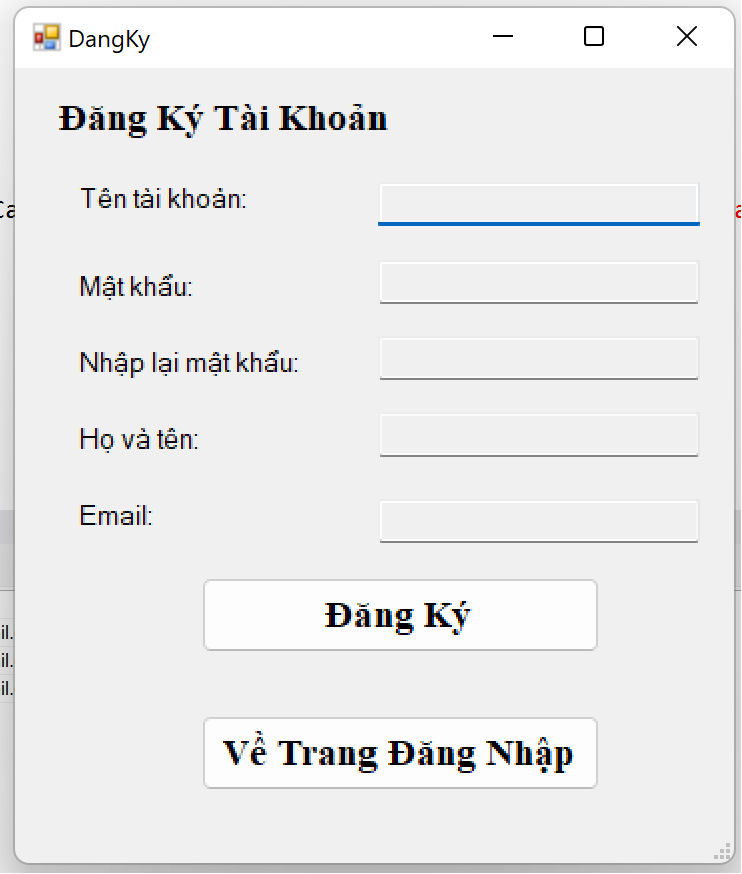 DangKy
Đăng Ký Tài Khoản
Tên tài khoản:
Mật khẩu:
Nhập lại mật khẩu:
Họ và tên:
Email:
Đăng Ký
Về Trang Đăng Nhập